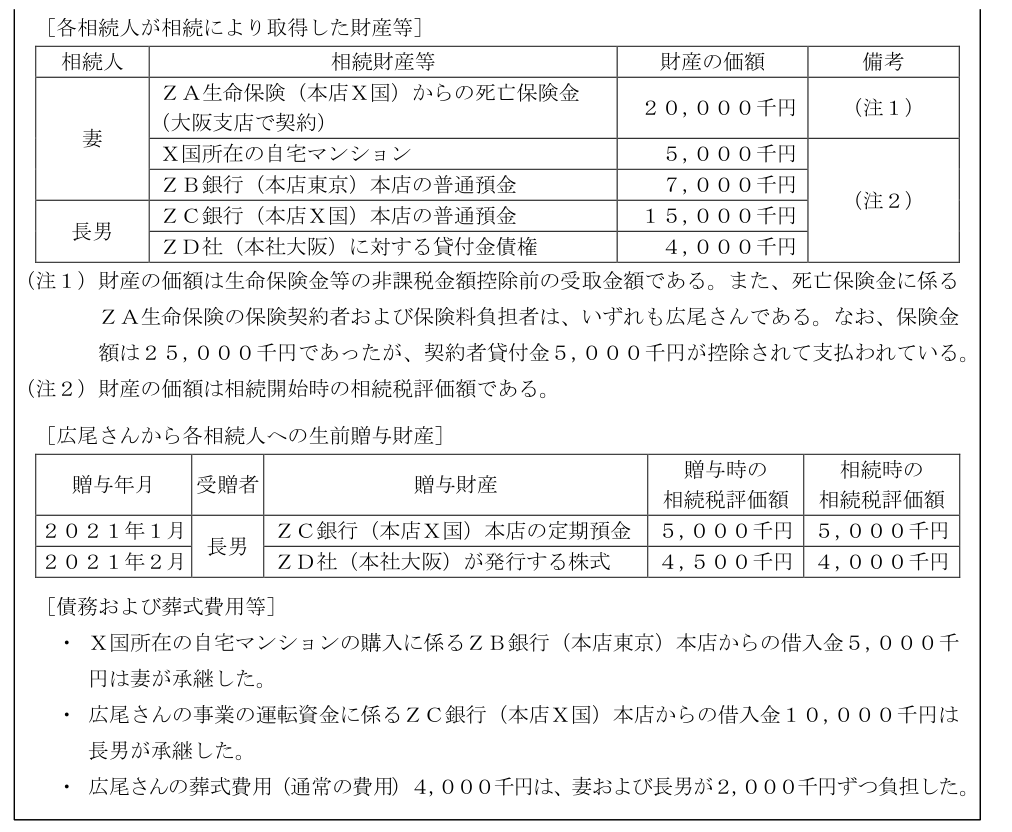 ［各相続人が相続により取得した財産等］
相続人 相続財産等 財産の価額 備考
妻 ＺＡ生命保険（本店Ｘ国）からの死亡保険金
（大阪支店で契約） ２０，０００千円 （注１）
Ｘ国所在の自宅マンション ５，０００千円 （注２）
ＺＢ銀行（本店東京）本店の普通預金 ７，０００千円
長男 ＺＣ銀行（本店Ｘ国）本店の普通預金 １５，０００千円
ＺＤ社（本社大阪）に対する貸付金債権 ４，０００千円
（注１）財産の価額は生命保険金等の非課税金額控除前の受取金額である。また、死亡保険金に係る
ＺＡ生命保険の保険契約者および保険料負担者は、いずれも広尾さんである。なお、保険金
額は２５，０００千円であったが、契約者貸付金５，０００千円が控除されて支払われている。
（注２）財産の価額は相続開始時の相続税評価額である。
［広尾さんから各相続人への生前贈与財産］
贈与年月 受贈者 贈与財産 贈与時の
相続税評価額 相続時の
相続税評価額
２０２１年１月 長男 ＺＣ銀行（本店Ｘ国）本店の定期預金 ５，０００千円 ５，０００千円
２０２１年２月 ＺＤ社（本社大阪）が発行する株式 ４，５００千円 ４，０００千円
［債務および葬式費用等］
・ Ｘ国所在の自宅マンションの購入に係るＺＢ銀行（本店東京）本店からの借入金５，０００千
円は妻が承継した。
・ 広尾さんの事業の運転資金に係るＺＣ銀行（本店Ｘ国）本店からの借入金１０，０００千円は
長男が承継した。
・ 広尾さんの葬式費用（通常の費用）４，０００千円は、妻および長男が２，０００千円ずつ負担した。